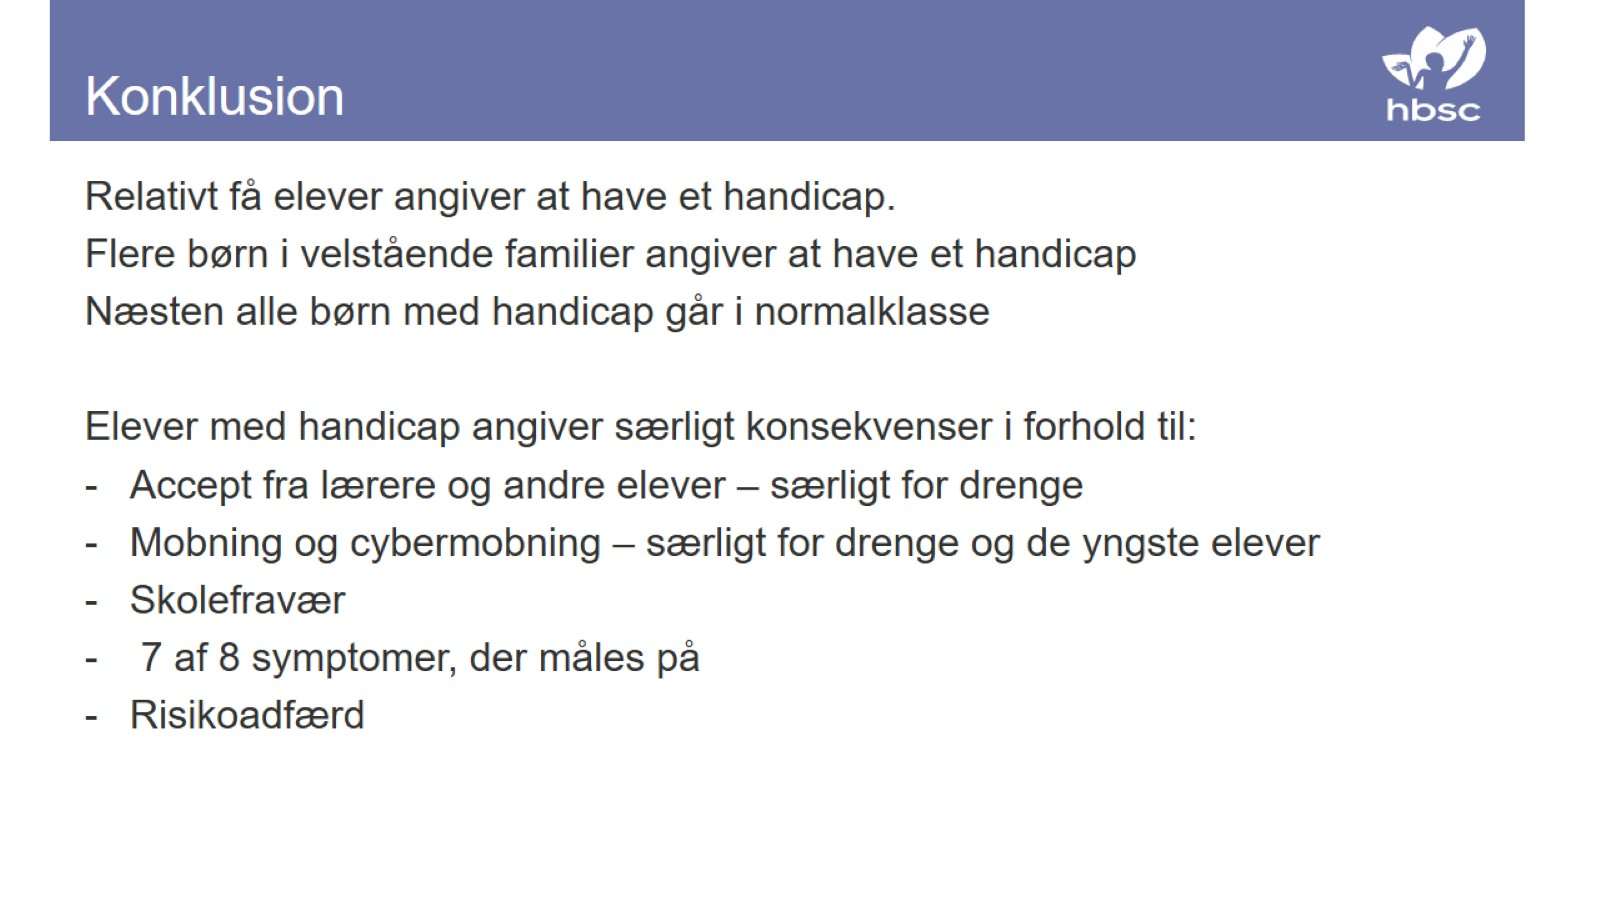 Konklusion
hbsc
Relativt få elever angiver at have et handicap.
Flere børn i velstående familier angiver at have et handicap
Næsten alle børn med handicap går i normalklasse
Elever med handicap angiver særligt konsekvenser i forhold til:
- Accept fra lærere og andre elever – særligt for drenge
- Mobning og cybermobning – særligt for drenge og de yngste elever
- Skolefravær
- 7 af 8 symptomer, der måles på
- Risikoadfærd